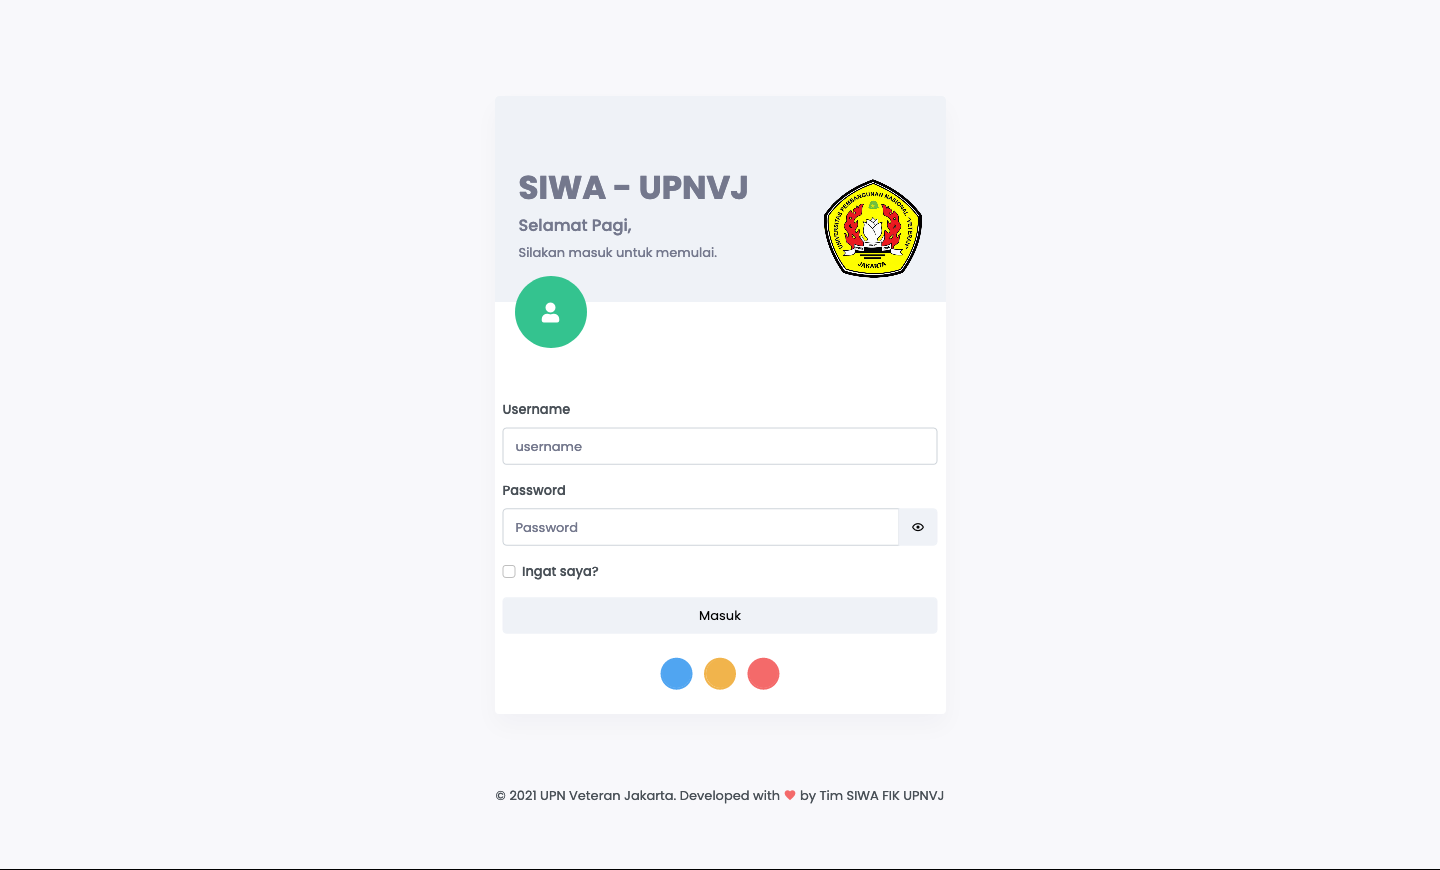 SIWA - UPNVJ
Selamat Pagi,
Silakan masuk untuk memulai.
UNIVERSITAS PEMBANGUNAN NASIONAL "VETERAN"
JAKARTA
Username
username
Password
Password
Ingat saya?
Masuk
© 2021 UPN Veteran Jakarta. Developed with ❤ by Tim SIWA FIK UPNVJ